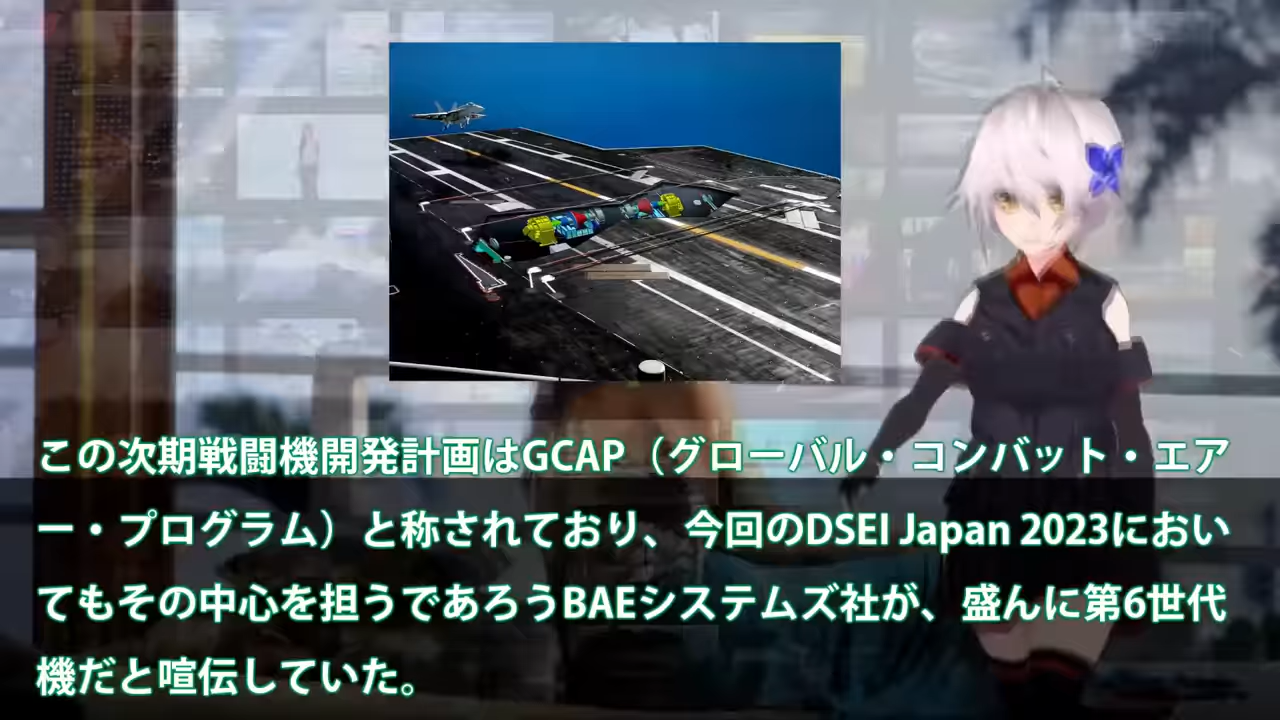 この次期戦闘機開発計画はGCAP（グローバル・コンバット・エア
ー・プログラム）と称されており、今回のDSEI Japan 2023におい
てもその中心を担うであろうBAEシステムズ社が、盛んに第6世代
機だと喧伝していた。